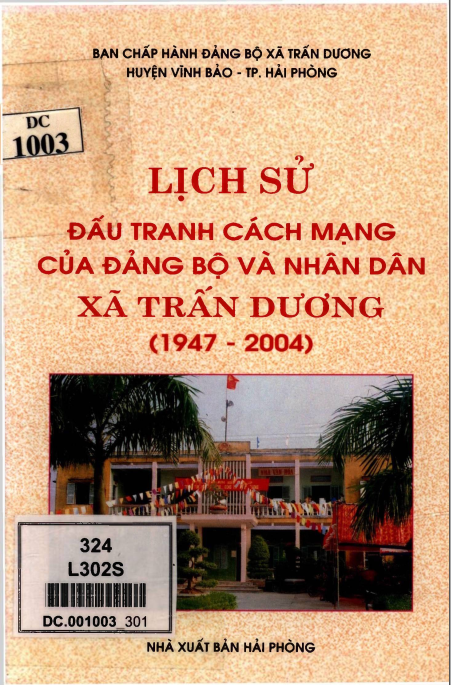 BAN CHẤP HÀNH ĐẢNG BỘ XÃ TRẤN DƯƠNG
HUYỆN VĨNH BẢO - TP. HẢI PHÒNG
DC
1003
LỊCH SỬ
ĐẤU TRANH CÁCH MẠNG
CỦA ĐẢNG BỘ VÀ NHÂN DÂN
XÃ TRẤN DƯƠNG
(1947 - 2004)
324
L302S
DC.001003_301
NHÀ XUẤT BẢN HẢI PHÒNG